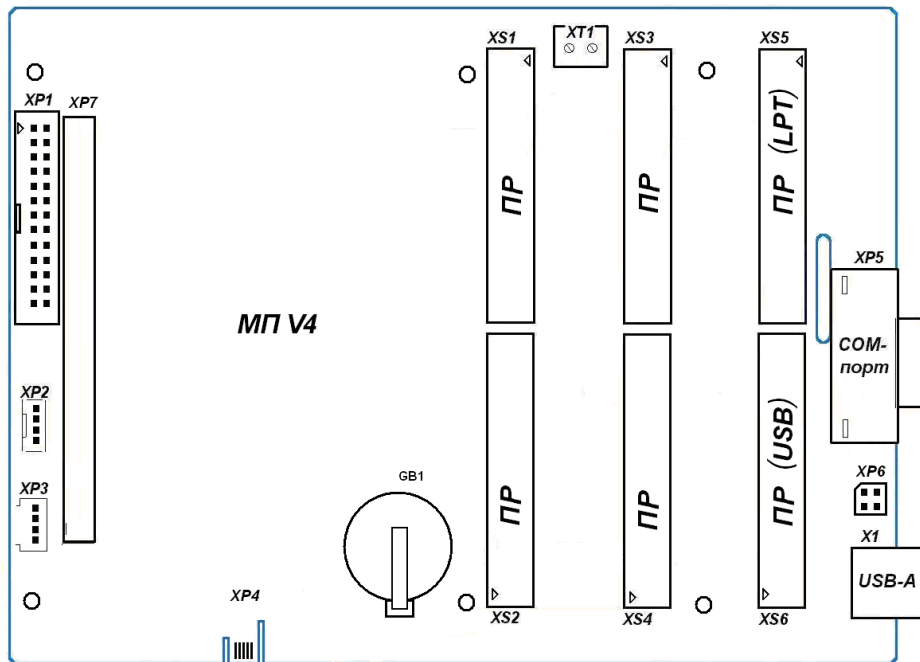 XS1
XT1
XS3
XS5
XP1
XP7
ПР
ПР
ПР (LPT)
XP5
МП V4
COM-
порт
XP2
GB1
XP3
ПР
ПР
ПР (USB)
XP6
X1
USB-A
XP4
XS2
XS4
XS6